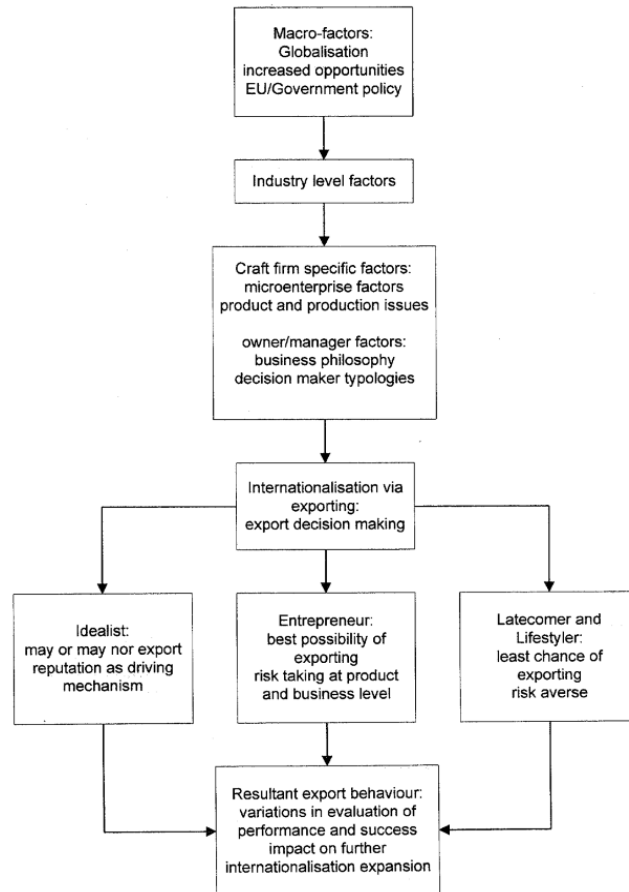 Macro-factors:
Globalisation
increased opportunities
EU/Government policy
Industry level factors
Craft firm specific factors:
microenterprise factors
product and production issues
owner/manager factors:
business philosophy
decision maker typologies
Internationalisation via
exporting:
export decision making
Idealist:
may or may nor export
reputation as driving
mechanism
Entrepreneur:
best possibility of
exporting
risk taking at product
and business level
Latecomer and
Lifestyler:
least chance of
exporting
risk averse
Resultant export behaviour:
variations in evaluation of
performance and success
impact on further
internationalisation expansion